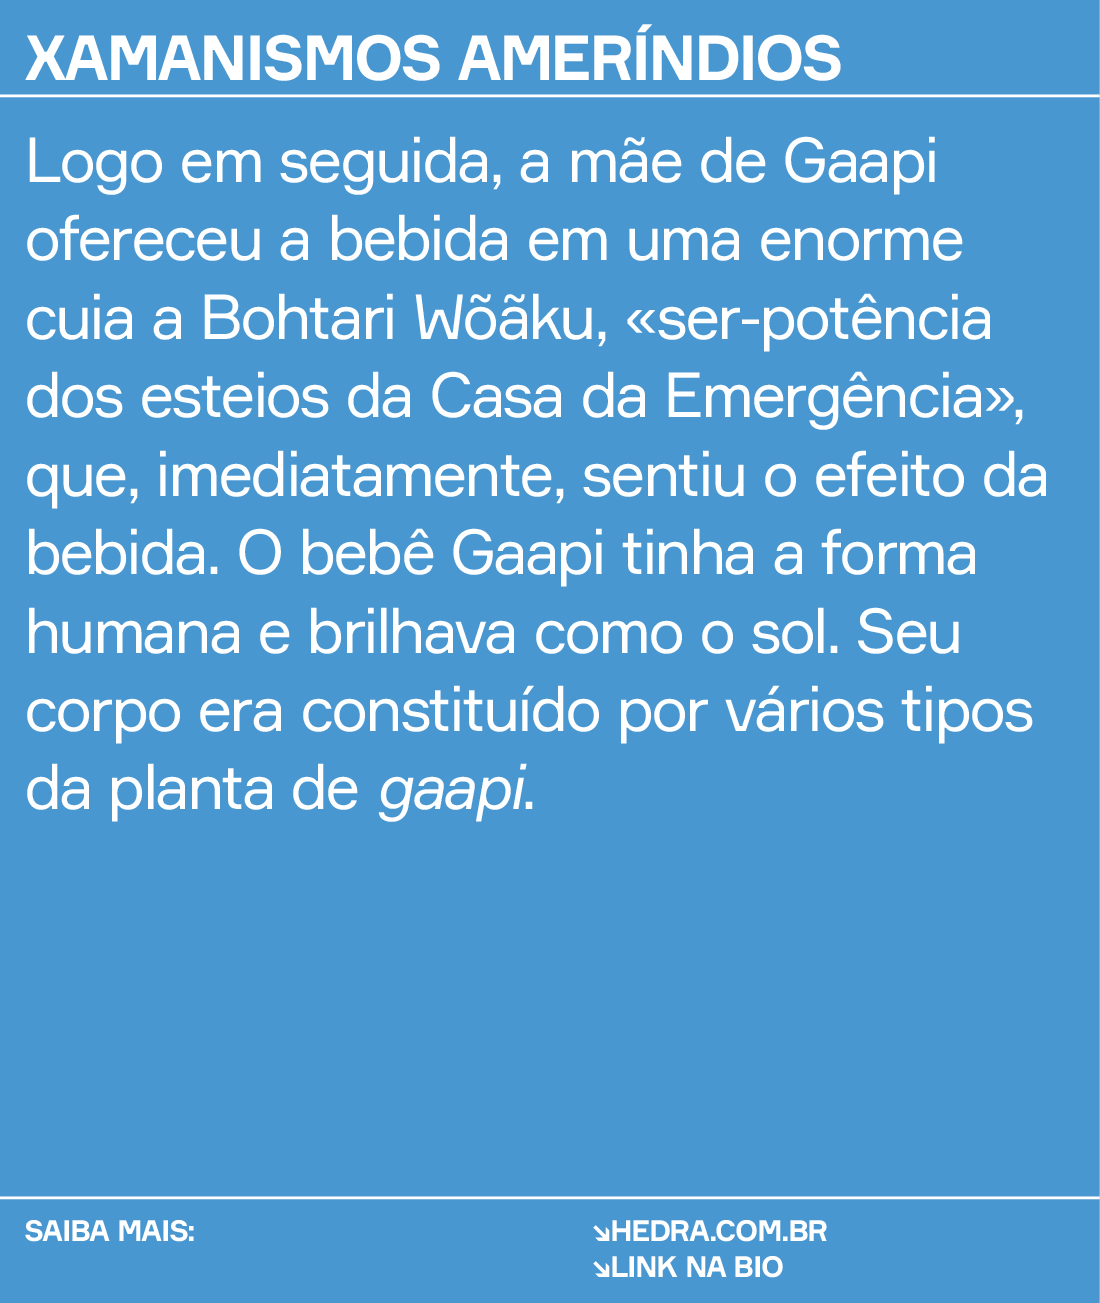 XAMANISMOS AMERÍNDIOS
Logo em seguida, a mãe de Gaapi
ofereceu a bebida em uma enorme
cuia a Bohtari Wõãku, «ser-potência
dos esteios da Casa da Emergência»,
que, imediatamente, sentiu o efeito da
bebida. O bebê Gaapi tinha a forma
humana e brilhava como o sol. Seu
corpo era constituído por vários tipos
da planta de gaapi.
SAIBA MAIS:
↘HEDRA.COM.BR
↘LINK NA BIO